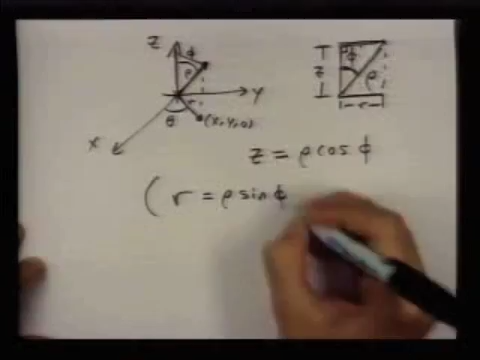 z φ
ρ
r
y
θ
(x,y,0)
x
φ
z ρ
r
z = ρ cos φ
( r = ρ sin φ